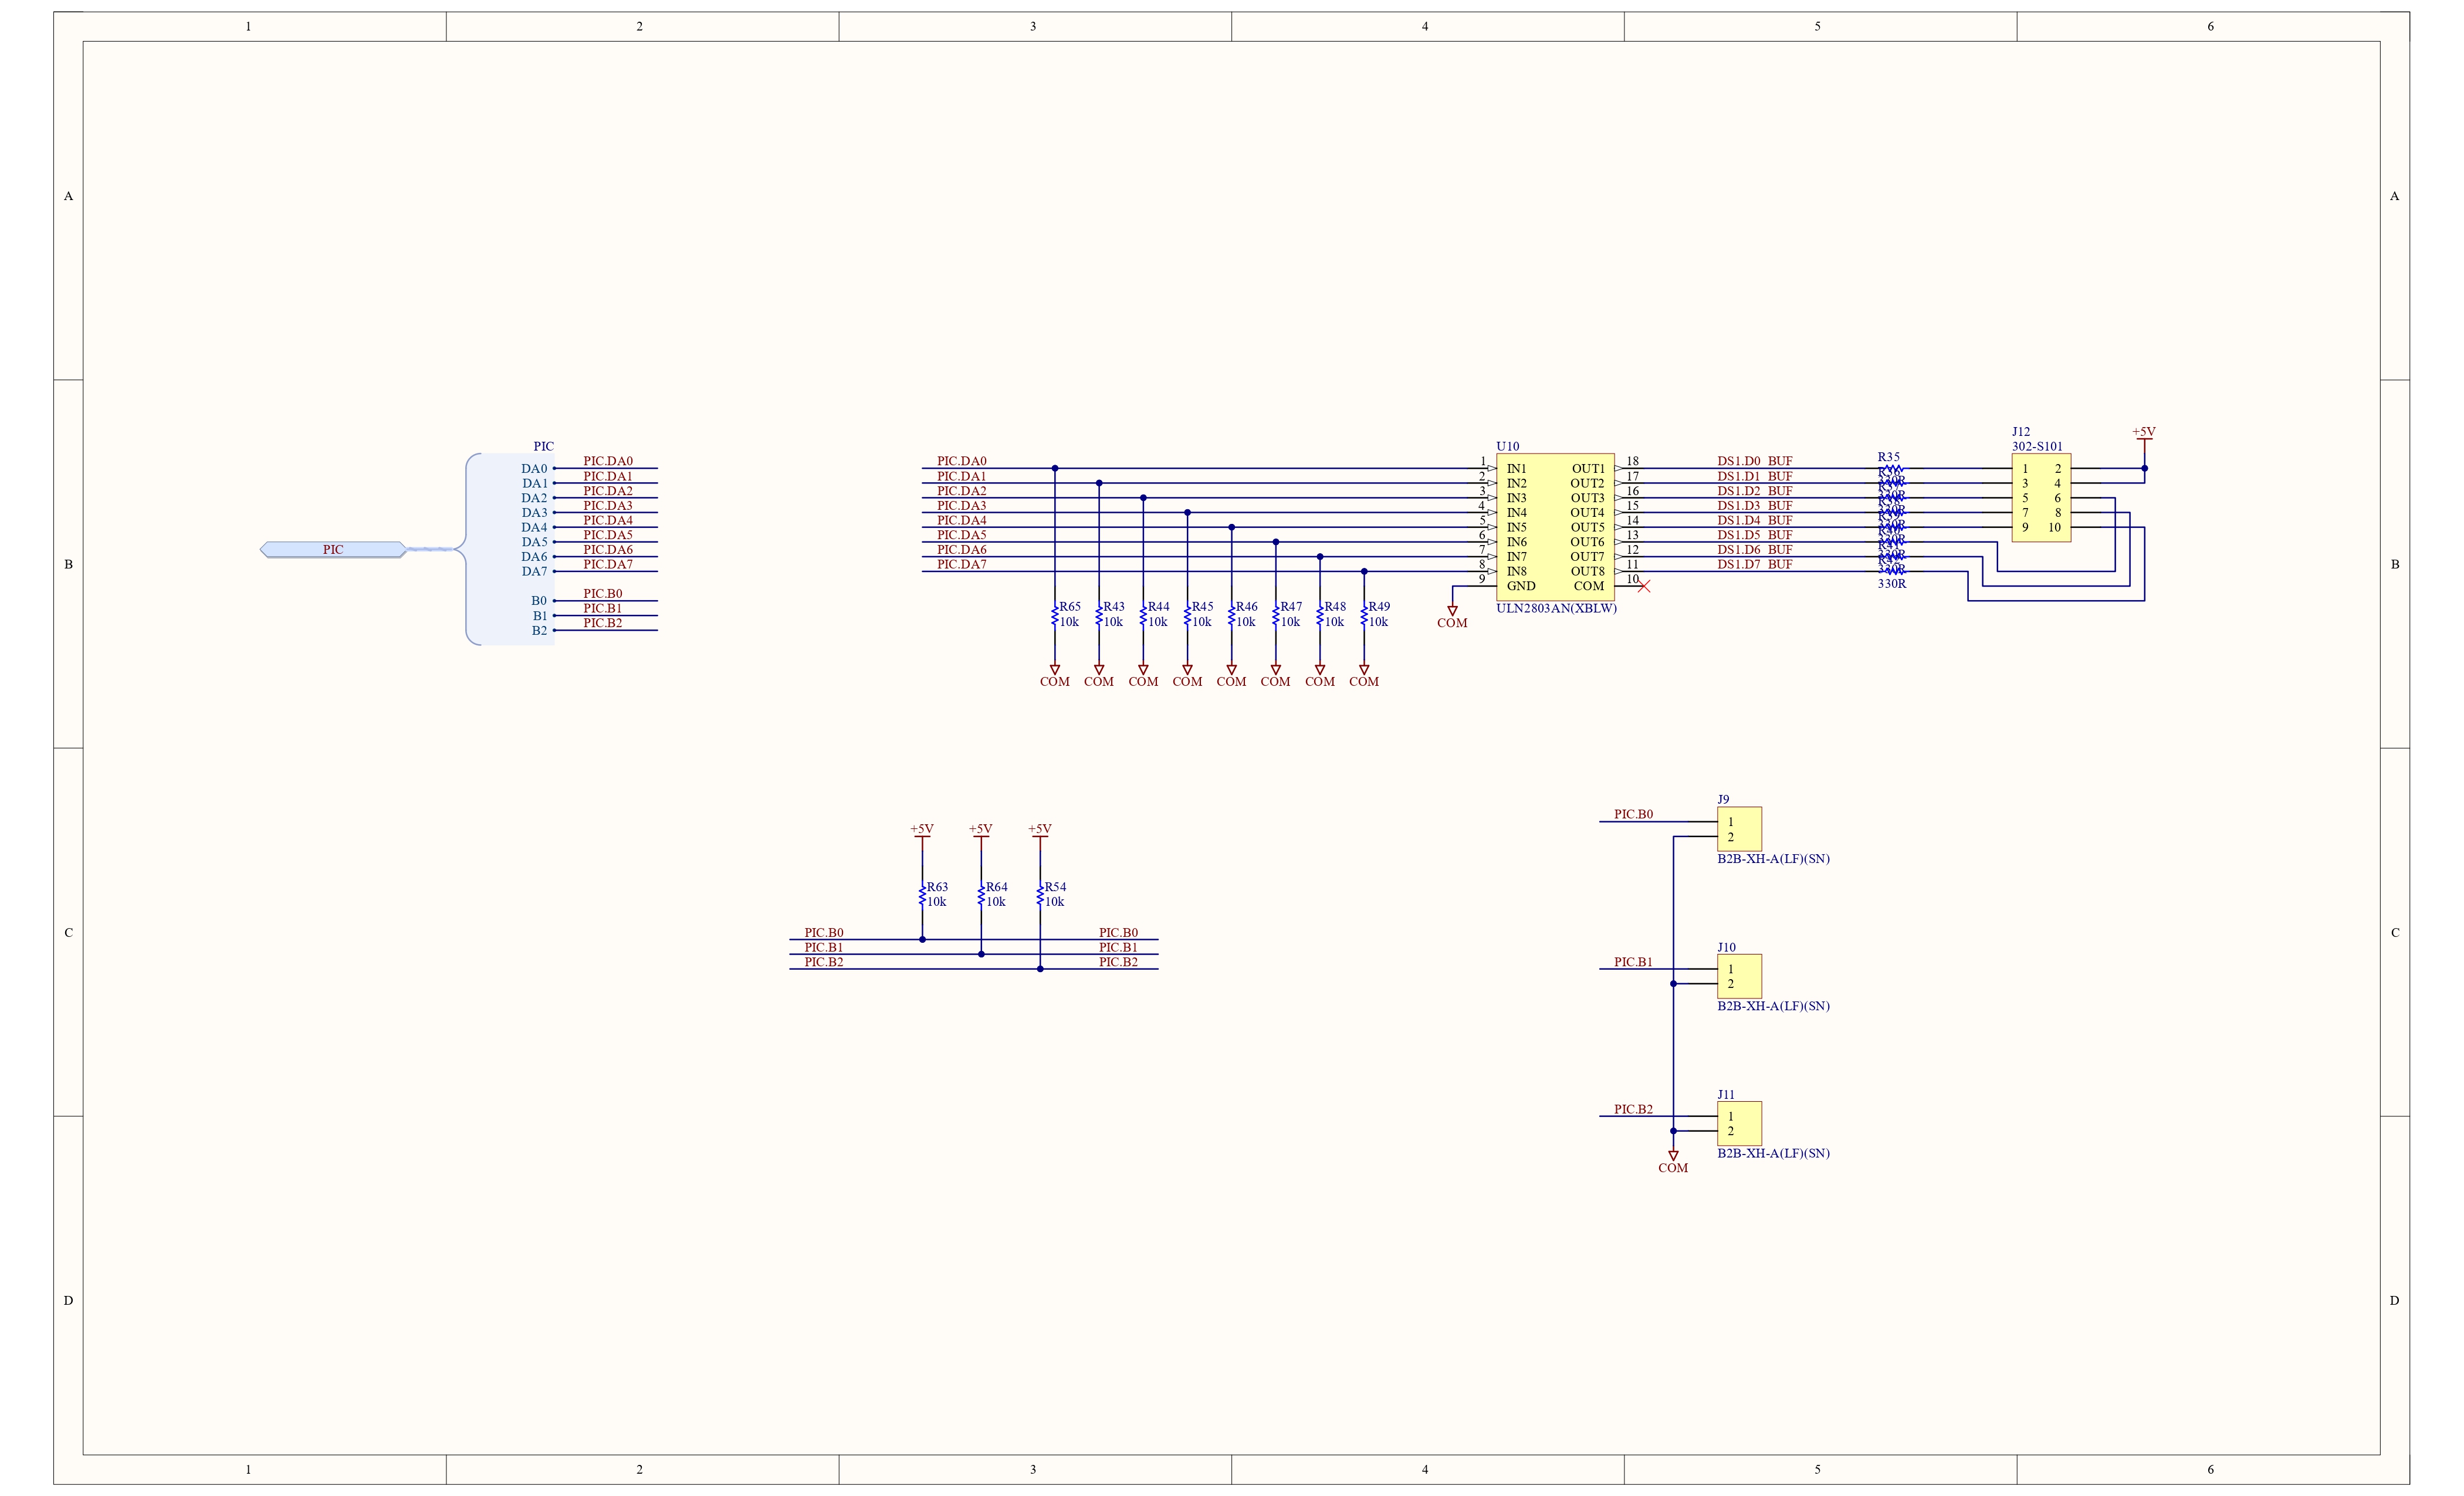 1 2 3 4 5 6
A A
B B
C C
D D
PIC
PIC
DA0 PIC.DA0
DA1 PIC.DA1
DA2 PIC.DA2
DA3 PIC.DA3
DA4 PIC.DA4
DA5 PIC.DA5
DA6 PIC.DA6
DA7 PIC.DA7
B0 PIC.B0
B1 PIC.B1
B2 PIC.B2
PIC.DA0
PIC.DA1
PIC.DA2
PIC.DA3
PIC.DA4
PIC.DA5
PIC.DA6
PIC.DA7
R65 R43 R44 R45 R46 R47 R48 R49
10k 10k 10k 10k 10k 10k 10k 10k
COM COM COM COM COM COM COM COM
COM
U10
1 IN1 OUT1 18
2 IN2 OUT2 17
3 IN3 OUT3 16
4 IN4 OUT4 15
5 IN5 OUT5 14
6 IN6 OUT6 13
7 IN7 OUT7 12
8 IN8 OUT8 11
9 GND COM 10
ULN2803AN(XBLW)
DS1.D0_BUF
DS1.D1_BUF
DS1.D2_BUF
DS1.D3_BUF
DS1.D4_BUF
DS1.D5_BUF
DS1.D6_BUF
DS1.D7_BUF
R35
330R
J12
302-S101
1 2
3 4
5 6
7 8
9 10
+5V
+5V +5V +5V
R63 R64 R54
10k 10k 10k
PIC.B0 PIC.B0
PIC.B1 PIC.B1
PIC.B2 PIC.B2
J9
PIC.B0 1
2
B2B-XH-A(LF)(SN)
J10
PIC.B1 1
2
B2B-XH-A(LF)(SN)
J11
PIC.B2 1
2
B2B-XH-A(LF)(SN)
COM
1 2 3 4 5 6